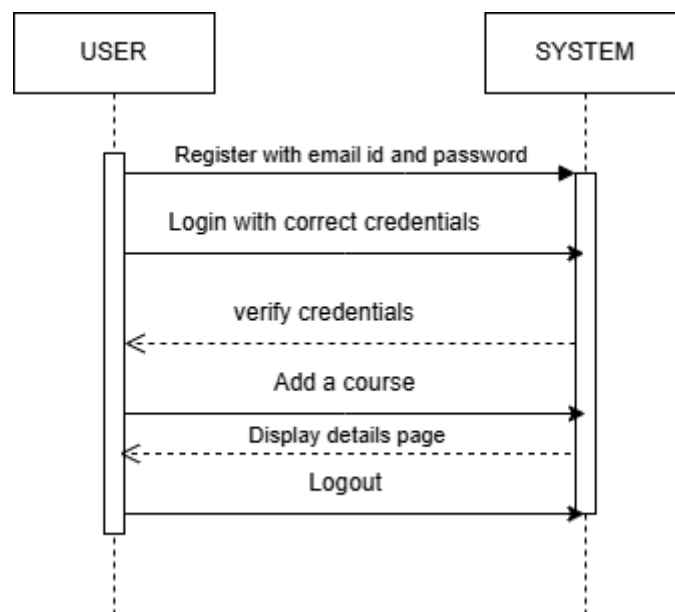 USER
SYSTEM
Register with email id and password
Login with correct credentials
verify credentials
Add a course
Display details page
Logout